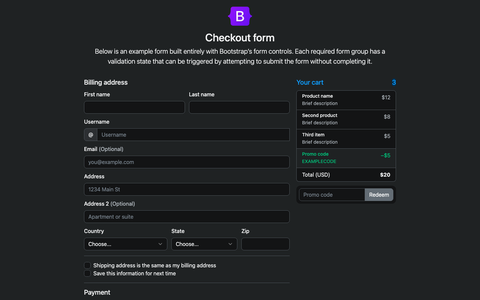 B
Checkout form
Below is an example form built entirely with Bootstrap's form controls. Each required form group has a
validation state that can be triggered by attempting to submit the form without completing it.
Billing address
First name Last name
Username
@ Username
Email (Optional)
you@example.com
Address
1234 Main St
Address 2 (Optional)
Apartment or suite
Country State Zip
Choose... Choose...
Shipping address is the same as my billing address
Save this information for next time
Payment
Your cart 3
Product name $12
Brief description
Second product $8
Brief description
Third item $5
Brief description
Promo code −$5
EXAMPLECODE
Total (USD) $20
Promo code Redeem